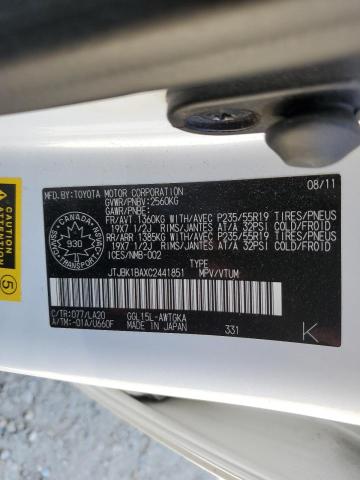 08/11
MFD.BY:TOYOTA MOTOR CORPORATION
GVWR/PNBV:2560KG
GAWR/PNBE:
FR/AVT 1360KG WITH/AVEC P235/55R19 TIRES/PNEUS
19X7 1/2J RIMS/JANTES AT/A 32PSI COLD/FROID
RR/ARR 1385KG WITH/AVEC P235/55R19 TIRES/PNEUS
19X7 1/2J RIMS/JANTES AT/A 32PSI COLD/FROID
ICES/NMB-002
CANADA
930
TYPE
JTJBK1BAXC2441851 MPV/VTUM
C/TR:077/LA20 GGL15L-AWTGKA
A/TM:-01A/U660F MADE IN JAPAN 331 K
5